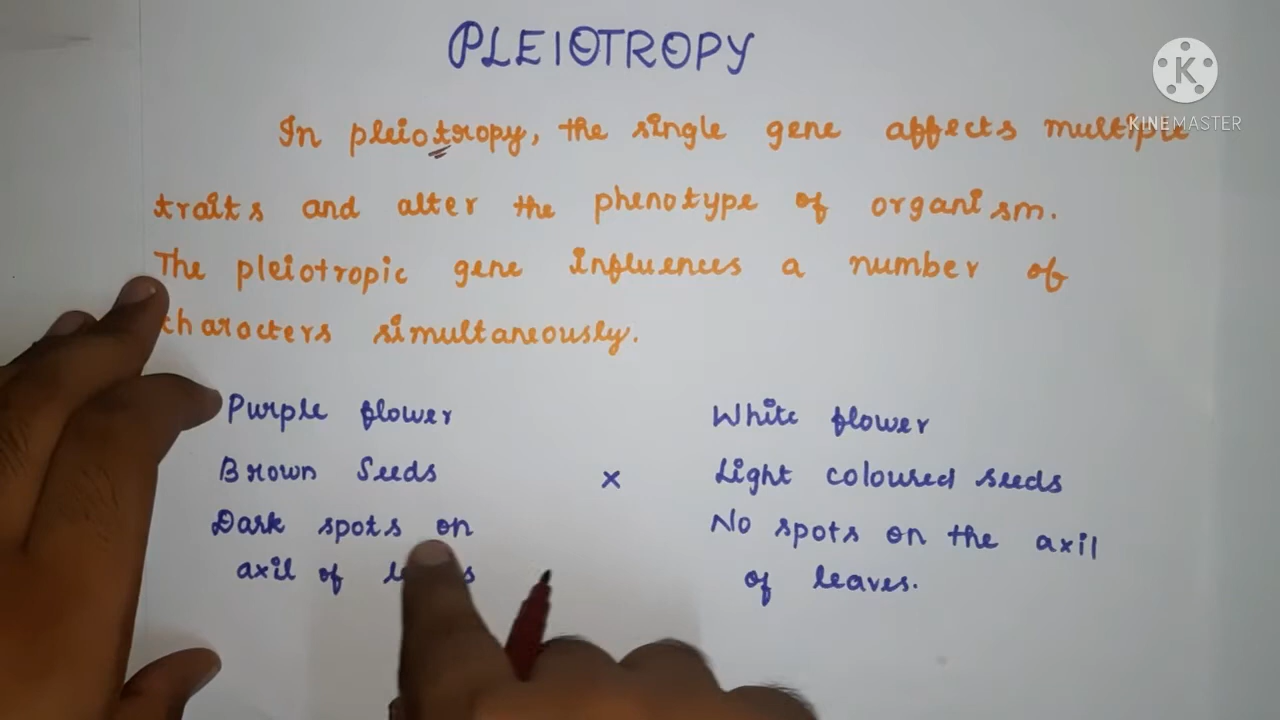 PLEIOTROPY
KINEMASTER
In pleiotropy, the single gene affects multiple
traits and alter the phenotype of organism.
The pleiotropic gene influences a number of
characters simultaneously.
Purple flower White flower
Brown Seeds × Light coloured seeds
Dark spots on No spots on the axil
axil of of leaves.